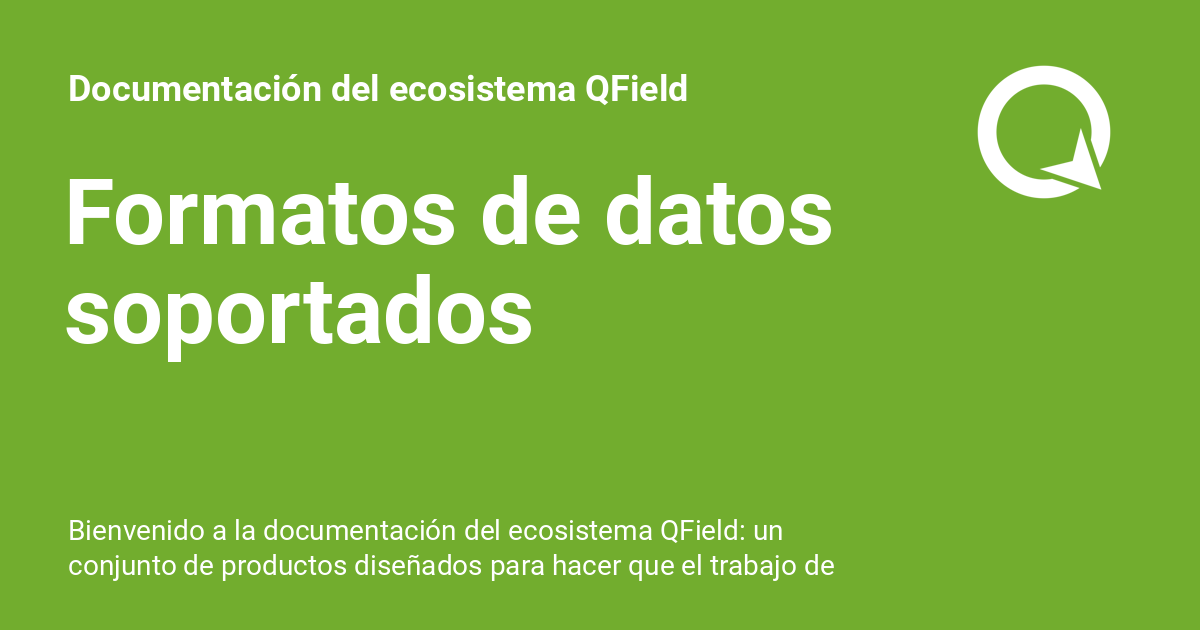 Documentación del ecosistema QField
Formatos de datos
soportados
Bienvenido a la documentación del ecosistema QField: un
conjunto de productos diseñados para hacer que el trabajo de